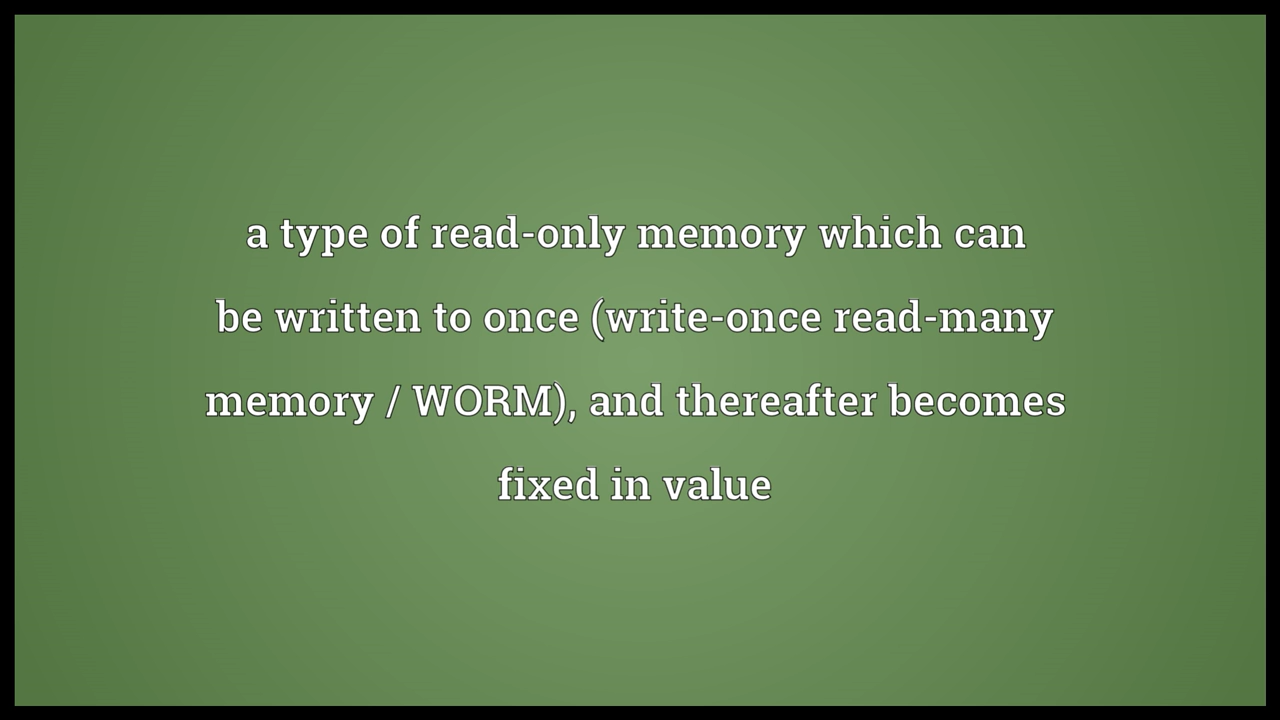 a type of read-only memory which can
be written to once (write-once read-many
memory / WORM), and thereafter becomes
fixed in value